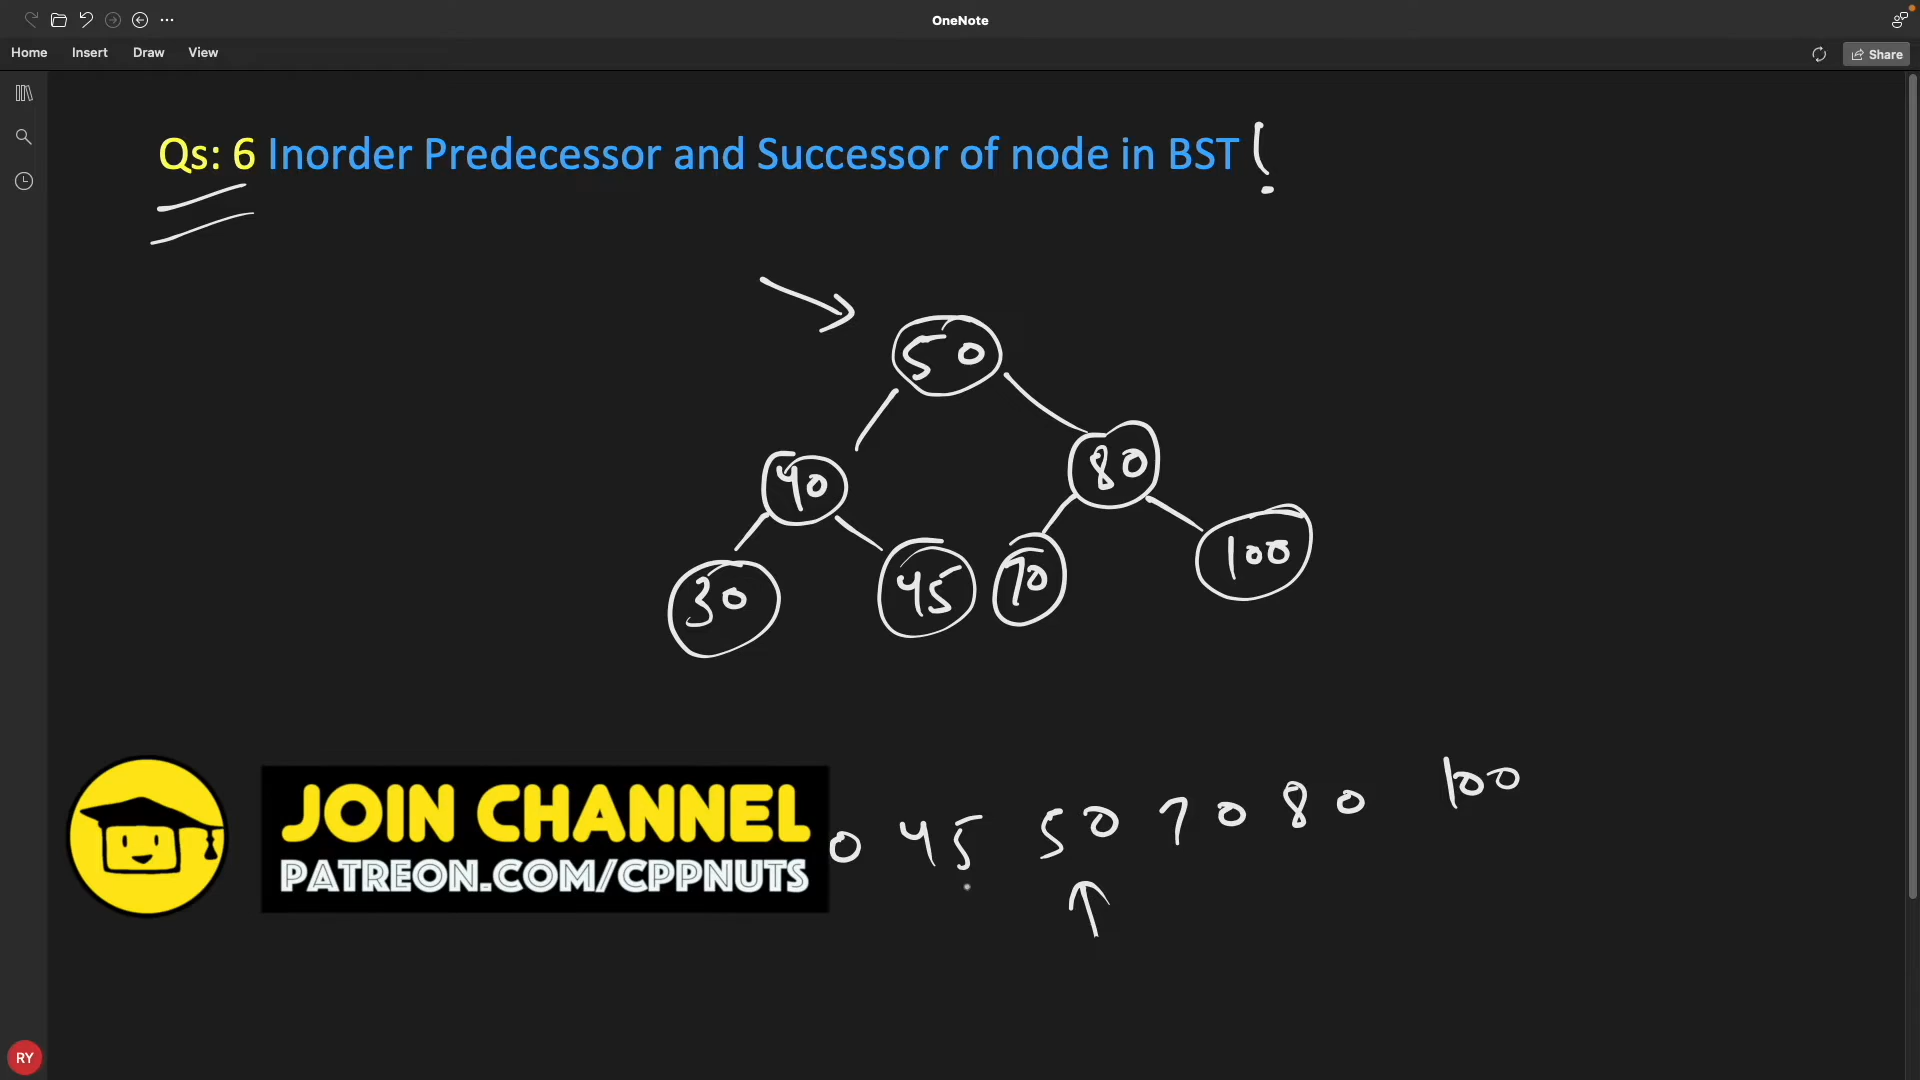 OneNote
Home Insert Draw View
Share
Qs: 6 Inorder Predecessor and Successor of node in BST !
50
40 80
30 45 70 100
JOIN CHANNEL
PATREON.COM/CPPNUTS
0 45 50 70 80 100
RY